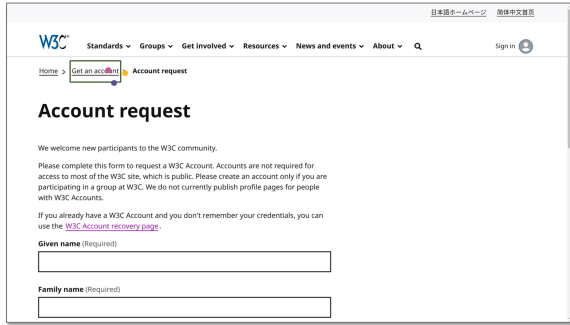 日本語ホームページ 简体中文首页
W3C® Standards Groups Get involved Resources News and events About Sign in
Home > Get an account > Account request
Account request
We welcome new participants to the W3C community.
Please complete this form to request a W3C Account. Accounts are not required for
access to most of the W3C site, which is public. Please create an account only if you are
participating in a group at W3C. We do not currently publish profile pages for people
with W3C Accounts.
If you already have a W3C Account and you don't remember your credentials, you can
use the W3C Account recovery page.
Given name (Required)
Family name (Required)